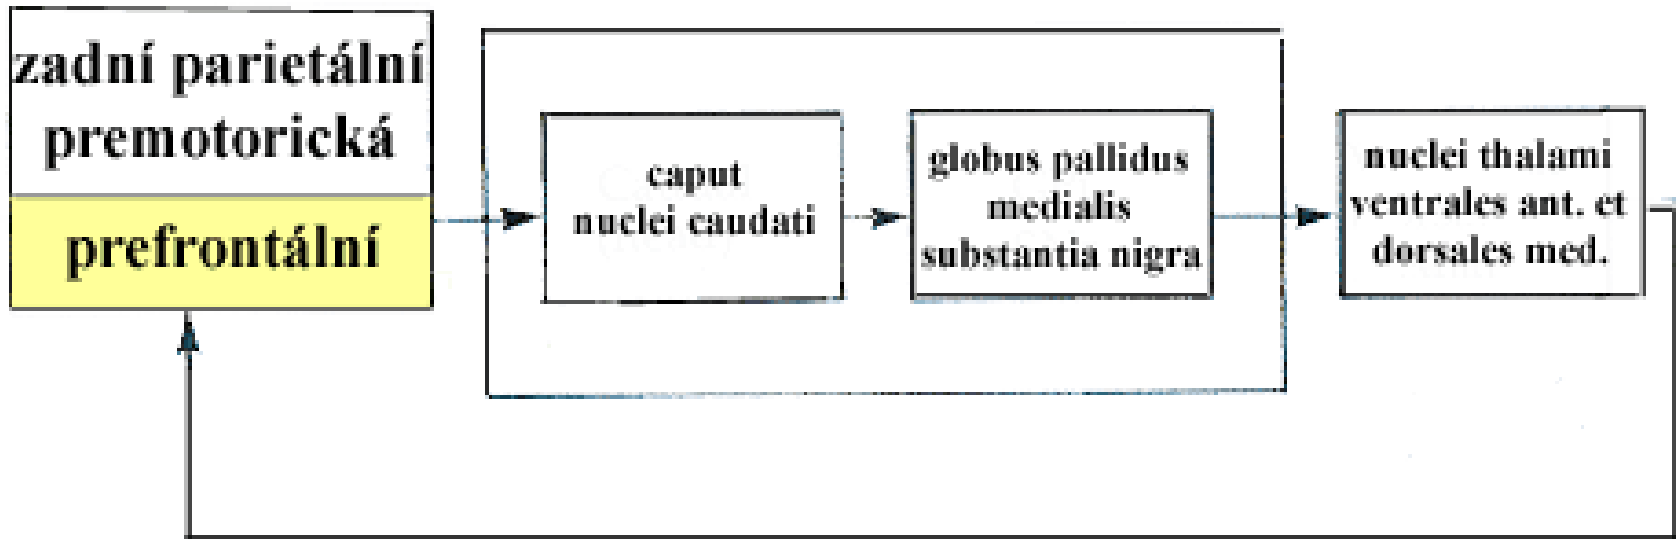 zadní parietální
premotorická
prefrontální
caput
nuclei caudati
globus pallidus
medialis
substantia nigra
nuclei thalami
ventrales ant. et
dorsales med.